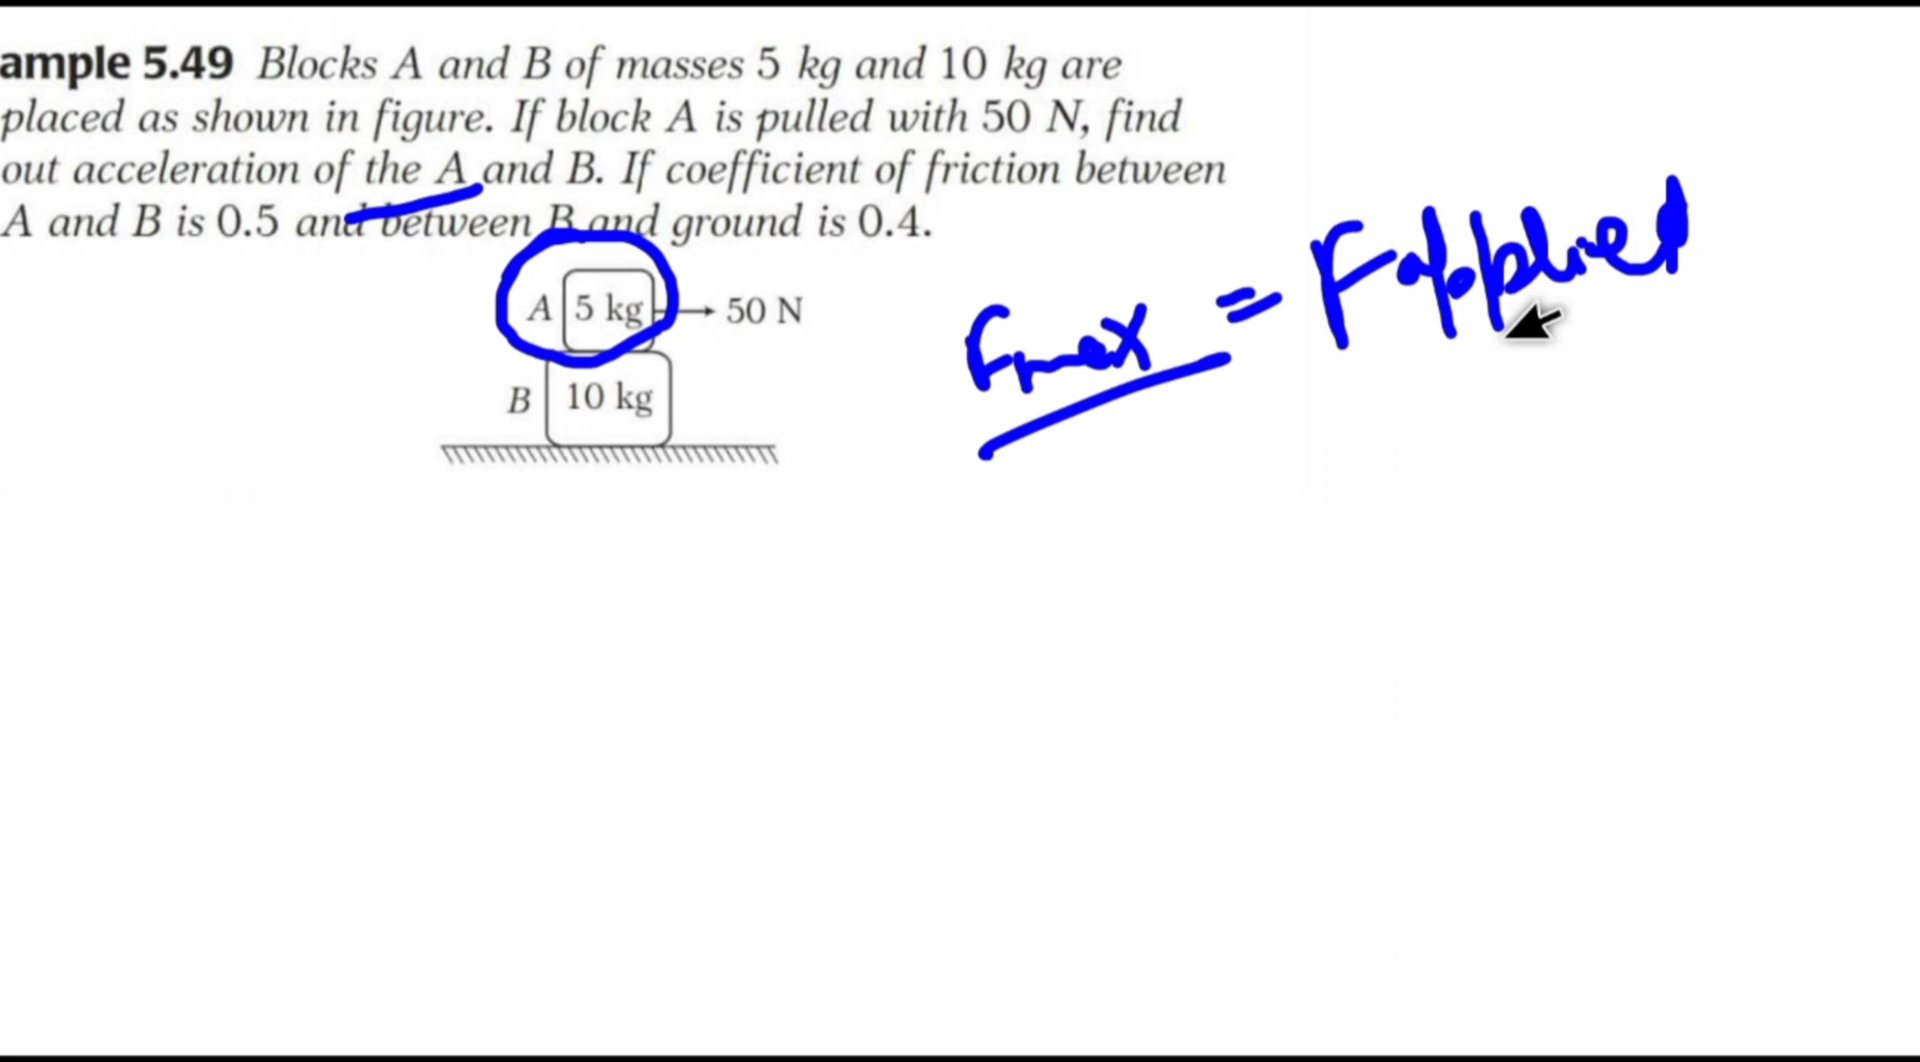 ample 5.49 Blocks A and B of masses 5 kg and 10 kg are
placed as shown in figure. If block A is pulled with 50 N, find
out acceleration of the A and B. If coefficient of friction between
A and B is 0.5 and between B and ground is 0.4.
Fmax = Fapplied
A 5 kg 50 N
B 10 kg